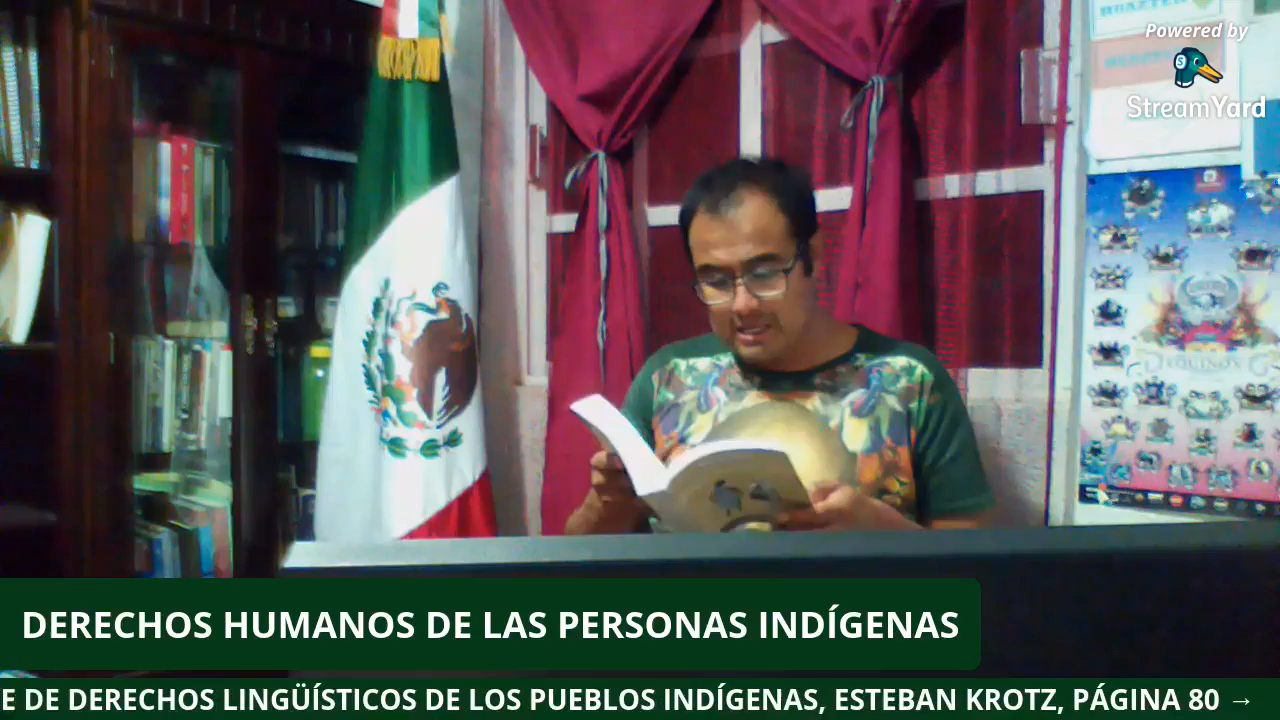 Powered by
StreamYard
DERECHOS HUMANOS DE LAS PERSONAS INDÍGENAS
E DE DERECHOS LINGÜÍSTICOS DE LOS PUEBLOS INDÍGENAS, ESTEBAN KROTZ, PÁGINA 80 →